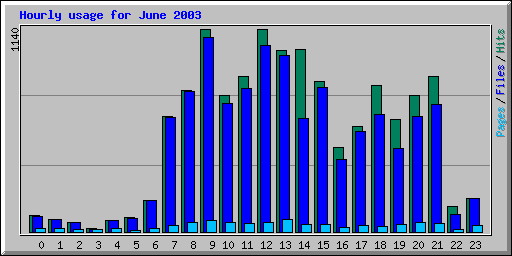 Hourly usage for June 2003
1140
Pages/Files/Hits
0 1 2 3 4 5 6 7 8 9 10 11 12 13 14 15 16 17 18 19 20 21 22 23